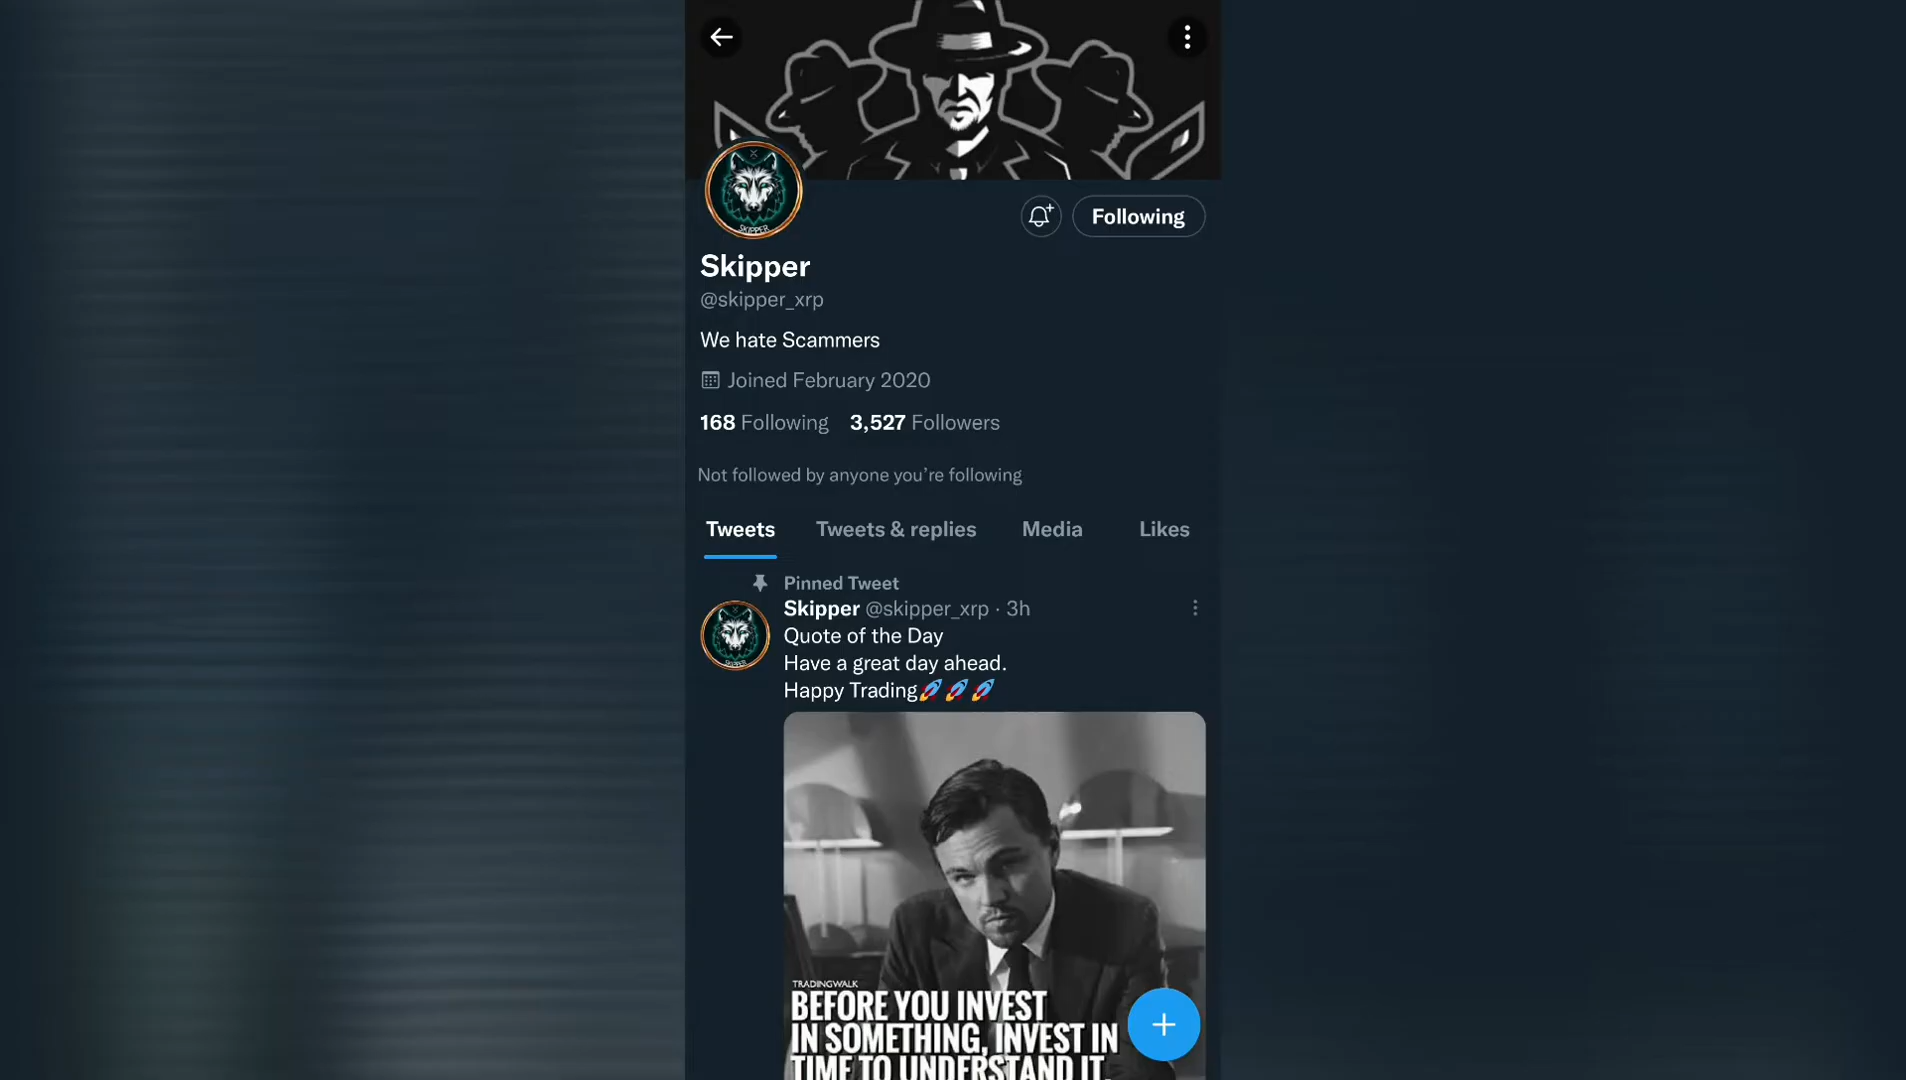 SKIPPER
Following
Skipper
@skipper_xrp
We hate Scammers
Joined February 2020
168 Following 3,527 Followers
Not followed by anyone you’re following
Tweets Tweets & replies Media Likes
Pinned Tweet
Skipper @skipper_xrp · 3h
SKIPPER
Quote of the Day
Have a great day ahead.
Happy Trading🚀🚀🚀
TRADINGWALK
BEFORE YOU INVEST
IN SOMETHING, INVEST IN
TIME TO UNDERSTAND IT.